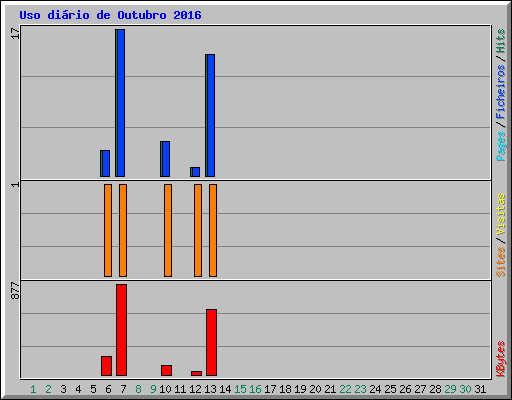 Uso diário de Outubro 2016
17
Pages / Ficheiros / Hits
1
Sites / Visitas
877
KBytes
1 2 3 4 5 6 7 8 9 10 11 12 13 14 15 16 17 18 19 20 21 22 23 24 25 26 27 28 29 30 31